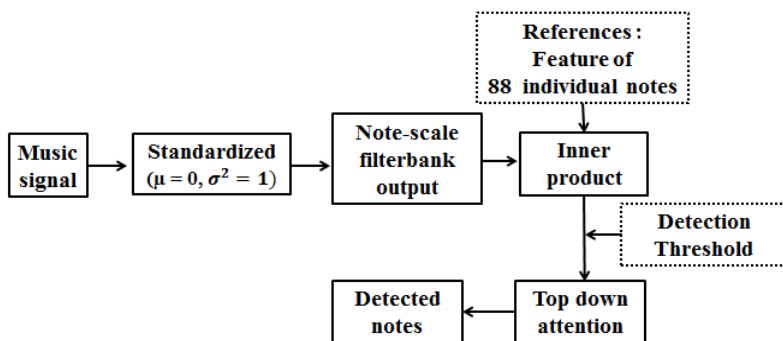 References :
Feature of
88 individual notes
Music
signal
Standardized
(μ = 0, σ² = 1)
Note-scale
filterbank
output
Inner
product
Detection
Threshold
Detected
notes
Top down
attention